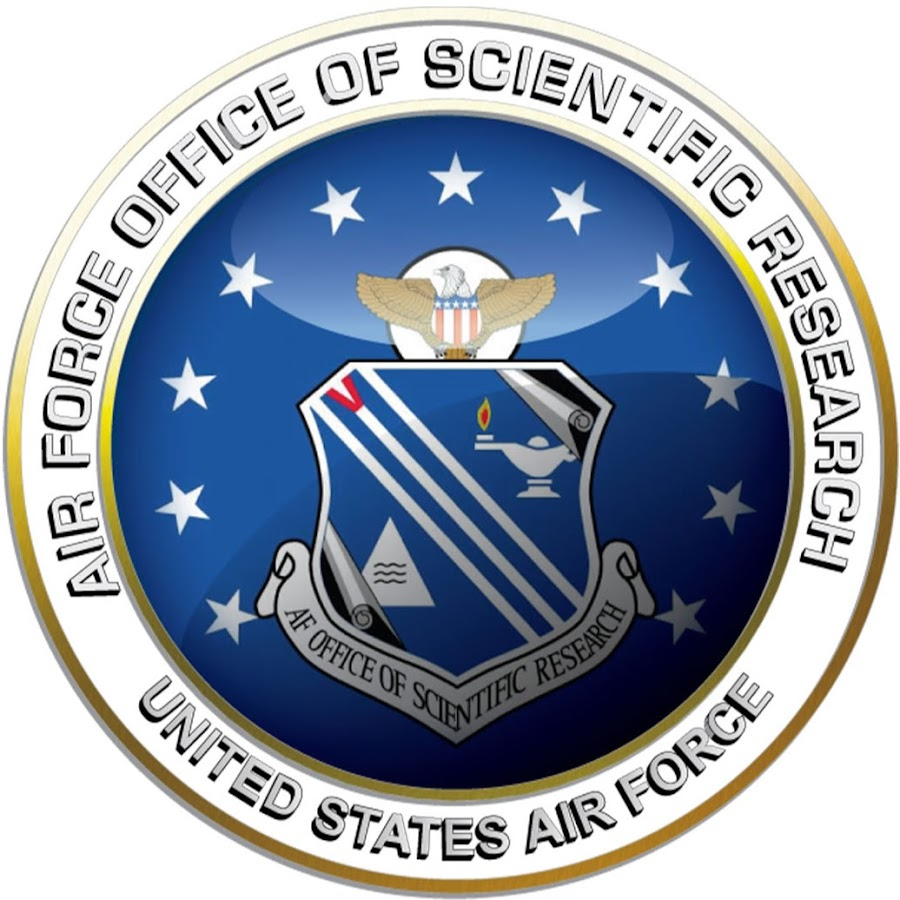 AIR FORCE OFFICE OF SCIENTIFIC RESEARCH
V
AF OFFICE OF SCIENTIFIC RESEARCH
UNITED STATES AIR FORCE